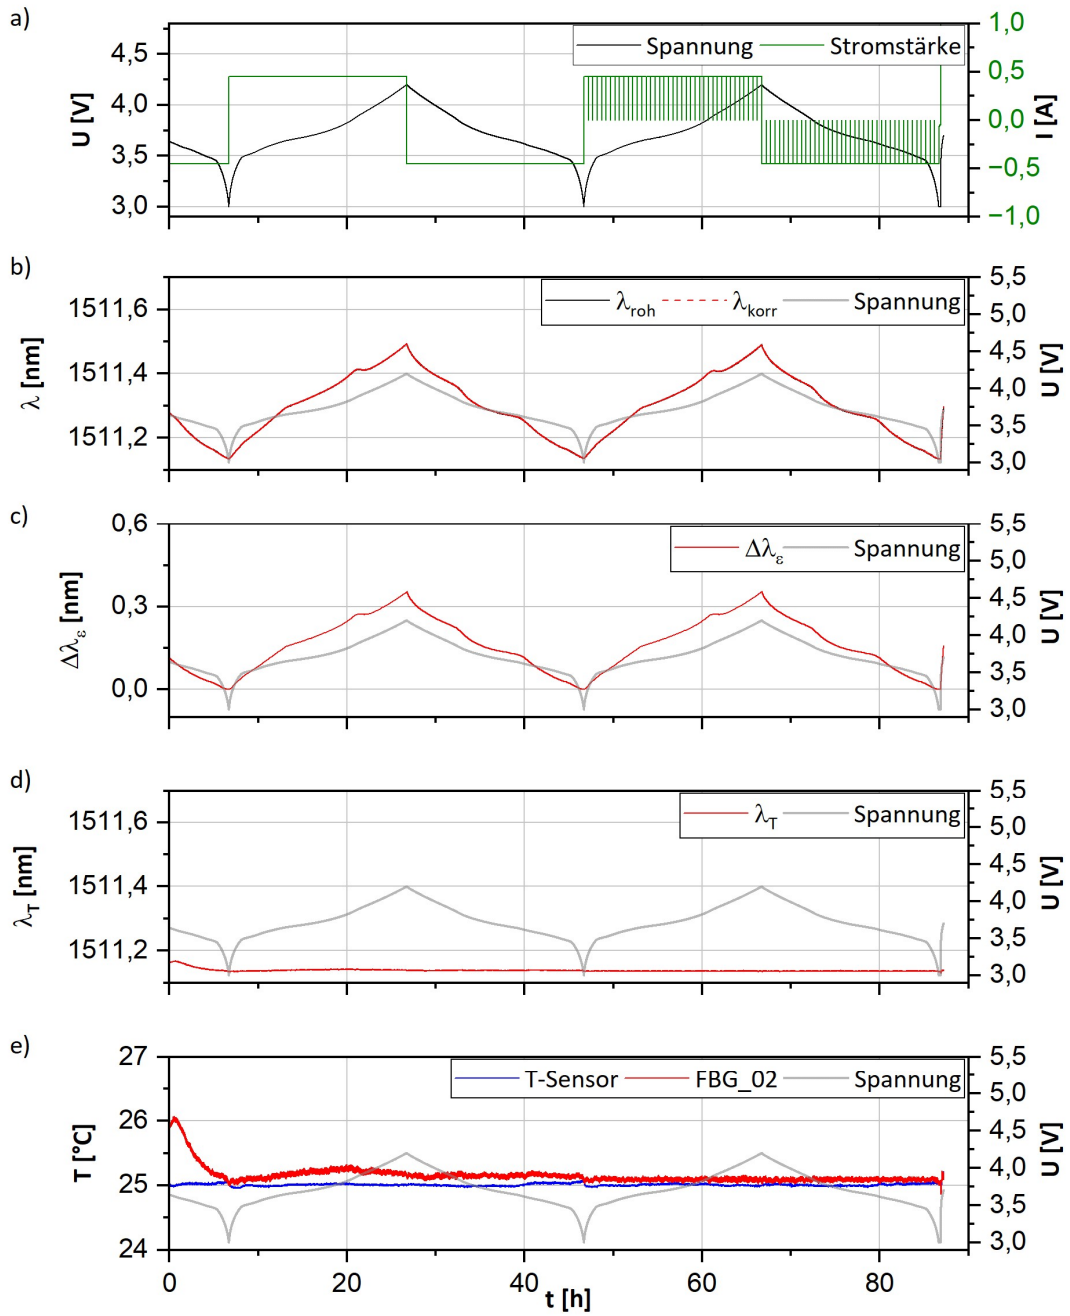 a)
Spannung Stromstärke
U [V]
4,5
4,0
3,5
3,0
1,0
0,5
0,0
−0,5
−1,0
I [A]
b)
λroh λkorr Spannung
λ [nm]
1511,6
1511,4
1511,2
5,5
5,0
4,5
4,0
3,5
3,0
U [V]
c)
Δλε Spannung
Δλε [nm]
0,6
0,3
0,0
5,5
5,0
4,5
4,0
3,5
3,0
U [V]
d)
λT Spannung
λT [nm]
1511,6
1511,4
1511,2
5,5
5,0
4,5
4,0
3,5
3,0
U [V]
e)
T-Sensor FBG_02 Spannung
T [°C]
27
26
25
24
5,5
5,0
4,5
4,0
3,5
3,0
U [V]
0 20 40 60 80
t [h]